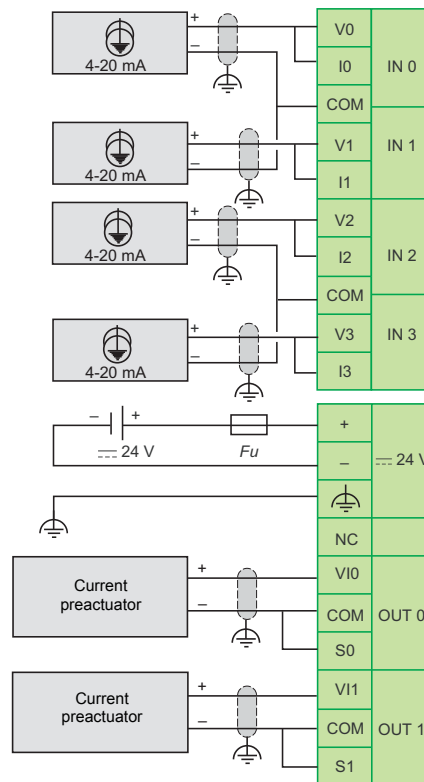 + V0
4-20 mA – I0 IN 0
COM
+ V1 IN 1
4-20 mA – I1
+ V2
4-20 mA – I2 IN 2
COM
+ V3 IN 3
4-20 mA – I3
– + +
⎓ 24 V Fu – ⎓ 24 V
NC
Current preactuator + VI0
– COM OUT 0
S0
Current preactuator + VI1
– COM OUT 1
S1